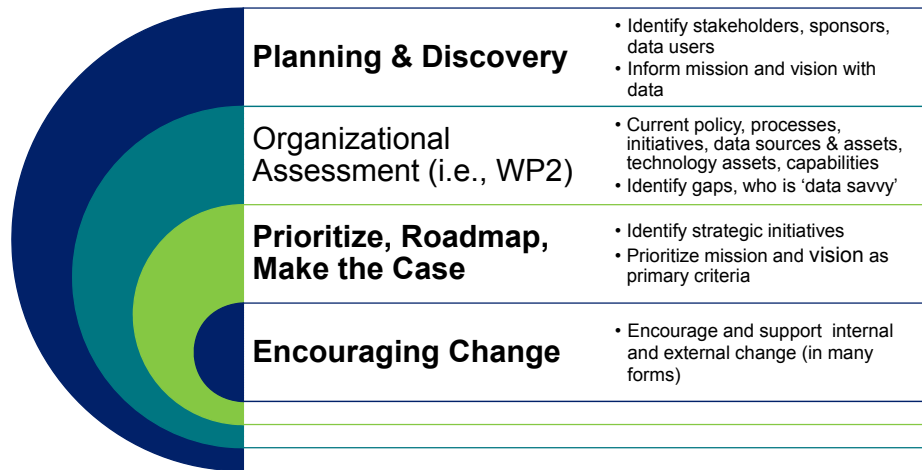 Planning & Discovery
• Identify stakeholders, sponsors,
data users
• Inform mission and vision with
data
Organizational
Assessment (i.e., WP2)
• Current policy, processes,
initiatives, data sources & assets,
technology assets, capabilities
• Identify gaps, who is ‘data savvy’
Prioritize, Roadmap,
Make the Case
• Identify strategic initiatives
• Prioritize mission and vision as
primary criteria
Encouraging Change
• Encourage and support internal
and external change (in many
forms)